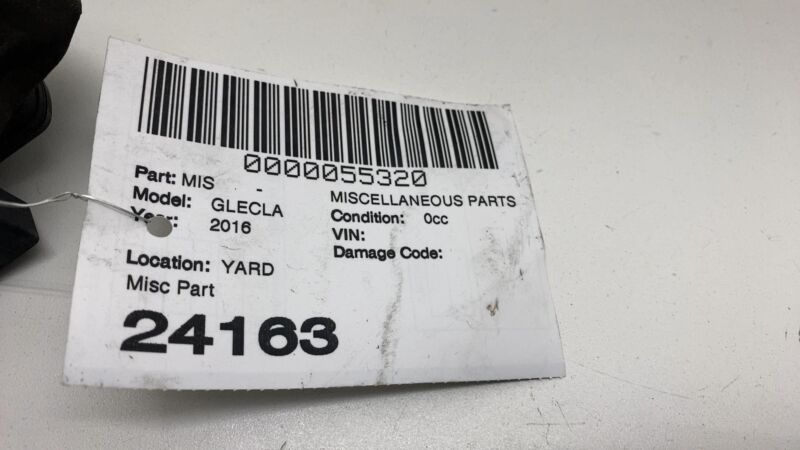 0000055320
Part: MIS - MISCELLANEOUS PARTS
Model: GLECLA Condition: 0cc
Year: 2016 VIN:
Damage Code:
Location: YARD
Misc Part
24163